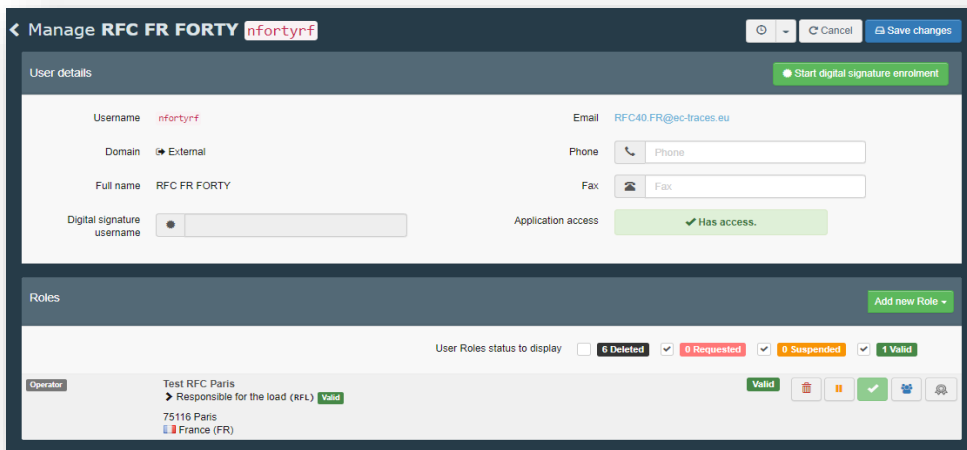 Manage RFC FR FORTY nfortyrf
Cancel
Save changes
User details
Start digital signature enrolment
Username nfortyrf
Email RFC40.FR@ec-traces.eu
Domain External
Phone Phone
Full name RFC FR FORTY
Fax Fax
Digital signature
username
Application access Has access.
Roles
Add new Role
User Roles status to display 6 Deleted 0 Requested 0 Suspended 1 Valid
Operator
Test RFC Paris
Valid
Responsible for the load (RFL) Valid
75116 Paris
France (FR)